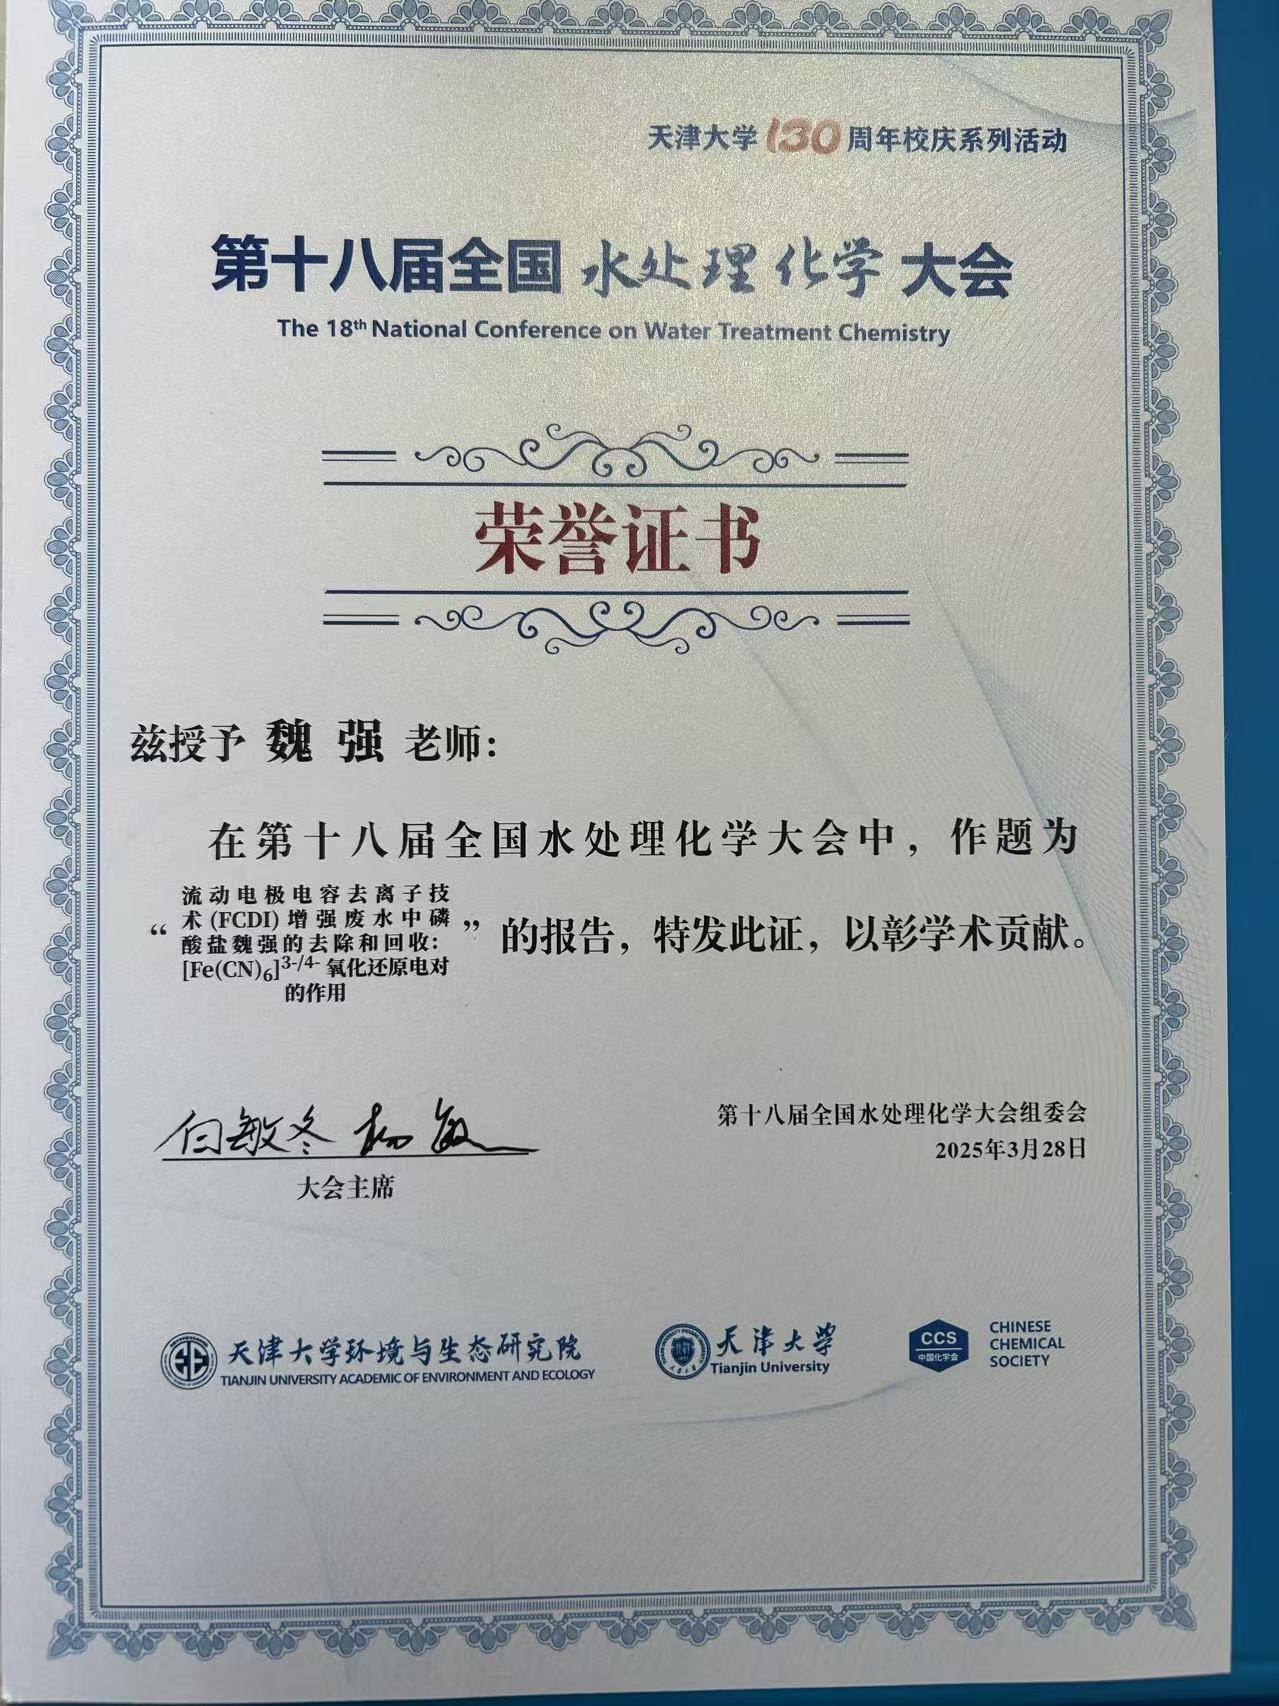 天津大学130周年校庆系列活动
第十八届全国水处理化学大会
The 18th National Conference on Water Treatment Chemistry
荣誉证书
兹授予 魏 强 老师：
在第十八届全国水处理化学大会中，作题为
“流动电极电容去离子技
术(FCDI)增强废水中磷
酸盐魏强的去除和回收：
[Fe(CN)₆]³⁻/⁴⁻氧化还原电对
的作用”的报告，特发此证，以彰学术贡献。
白敏冬 杨敏
大会主席
第十八届全国水处理化学大会组委会
2025年3月28日
天津大学环境与生态研究院
TIANJIN UNIVERSITY ACADEMIC OF ENVIRONMENT AND ECOLOGY
天津大学
Tianjin University
CCS
中国化学会
CHINESE
CHEMICAL
SOCIETY